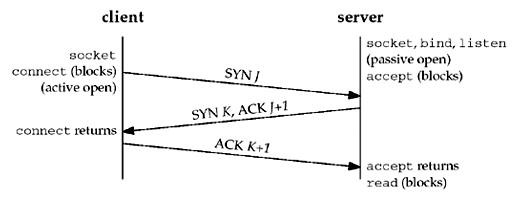 client
server
socket
connect (blocks)
(active open)
socket, bind, listen
(passive open)
accept (blocks)
SYN J
SYN K, ACK J+1
connect returns
ACK K+1
accept returns
read (blocks)